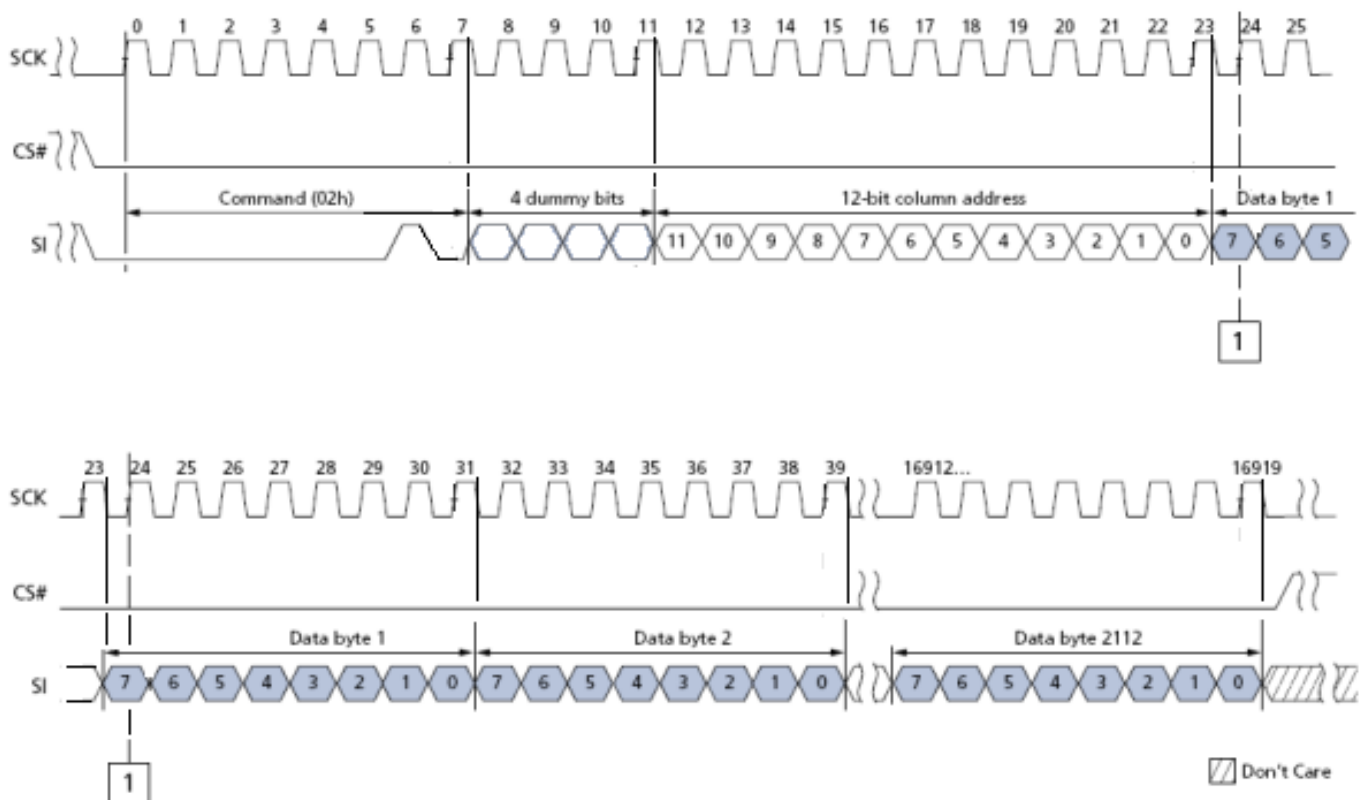 0 1 2 3 4 5 6 7 8 9 10 11 12 13 14 15 16 17 18 19 20 21 22 23 24 25
SCK
CS#
Command (02h) 4 dummy bits 12-bit column address Data byte 1
SI 11 10 9 8 7 6 5 4 3 2 1 0 7 6 5
1
23 24 25 26 27 28 29 30 31 32 33 34 35 36 37 38 39 16912... 16919
SCK
CS#
Data byte 1 Data byte 2 Data byte 2112
SI 7 6 5 4 3 2 1 0 7 6 5 4 3 2 1 0 7 6 5 4 3 2 1 0
1
Don't Care